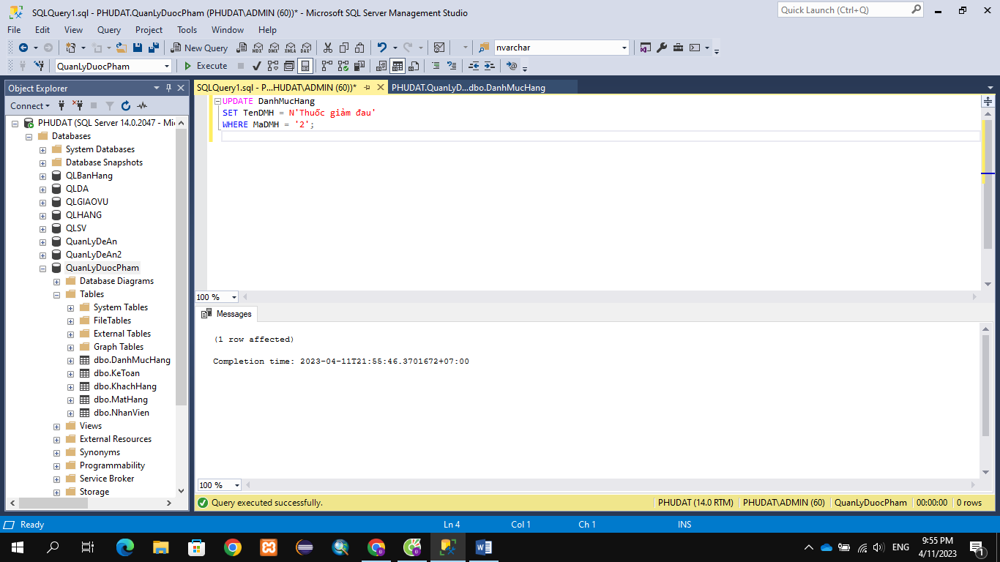 SQLQuery1.sql - PHUDAT.QuanLyDuocPham (PHUDAT\ADMIN (60))* - Microsoft SQL Server Management Studio
Quick Launch (Ctrl+Q)
File Edit View Query Project Tools Window Help
New Query
MDX DMX XMLA DAX
nvarchar
QuanLyDuocPham
Execute
Object Explorer
SQLQuery1.sql - P...HUDAT\ADMIN (60))*
PHUDAT.QuanLyD...dbo.DanhMucHang
Connect
PHUDAT (SQL Server 14.0.2047 - Mi
Databases
System Databases
Database Snapshots
QLBanHang
QLDA
QLGIAOVU
QLHANG
QLSV
QuanLyDeAn
QuanLyDeAn2
QuanLyDuocPham
Database Diagrams
Tables
System Tables
FileTables
External Tables
Graph Tables
dbo.DanhMucHang
dbo.KeToan
dbo.KhachHang
dbo.MatHang
dbo.NhanVien
Views
External Resources
Synonyms
Programmability
Service Broker
Storage
UPDATE DanhMucHang
SET TenDMH = N'Thuốc giảm đau'
WHERE MaDMH = '2';
100 %
Messages
(1 row affected)
Completion time: 2023-04-11T21:55:46.3701672+07:00
100 %
Query executed successfully.
PHUDAT (14.0 RTM)
PHUDAT\ADMIN (60)
QuanLyDuocPham
00:00:00
0 rows
Ready
Ln 4
Col 1
Ch 1
INS
ENG
9:55 PM
4/11/2023
1